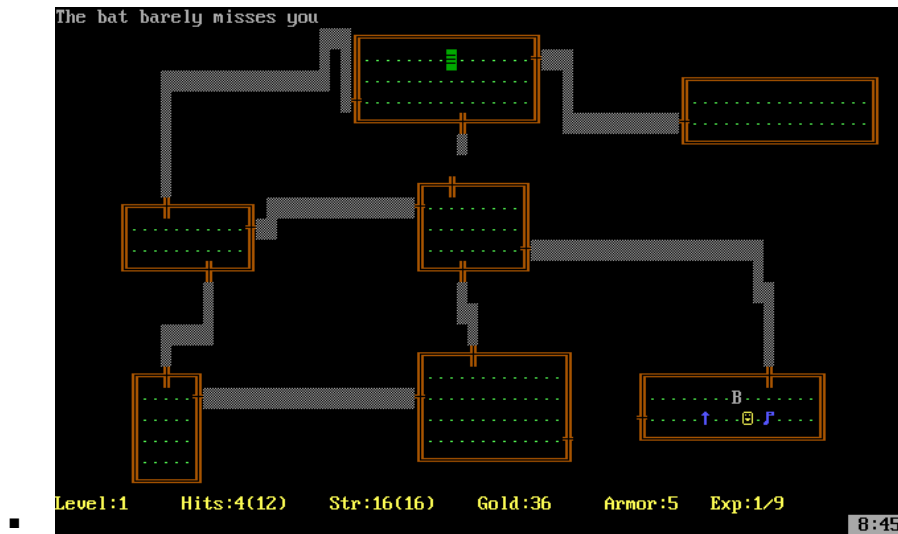 The bat barely misses you
B
Level:1 Hits:4(12) Str:16(16) Gold:36 Armor:5 Exp:1/9
8:45